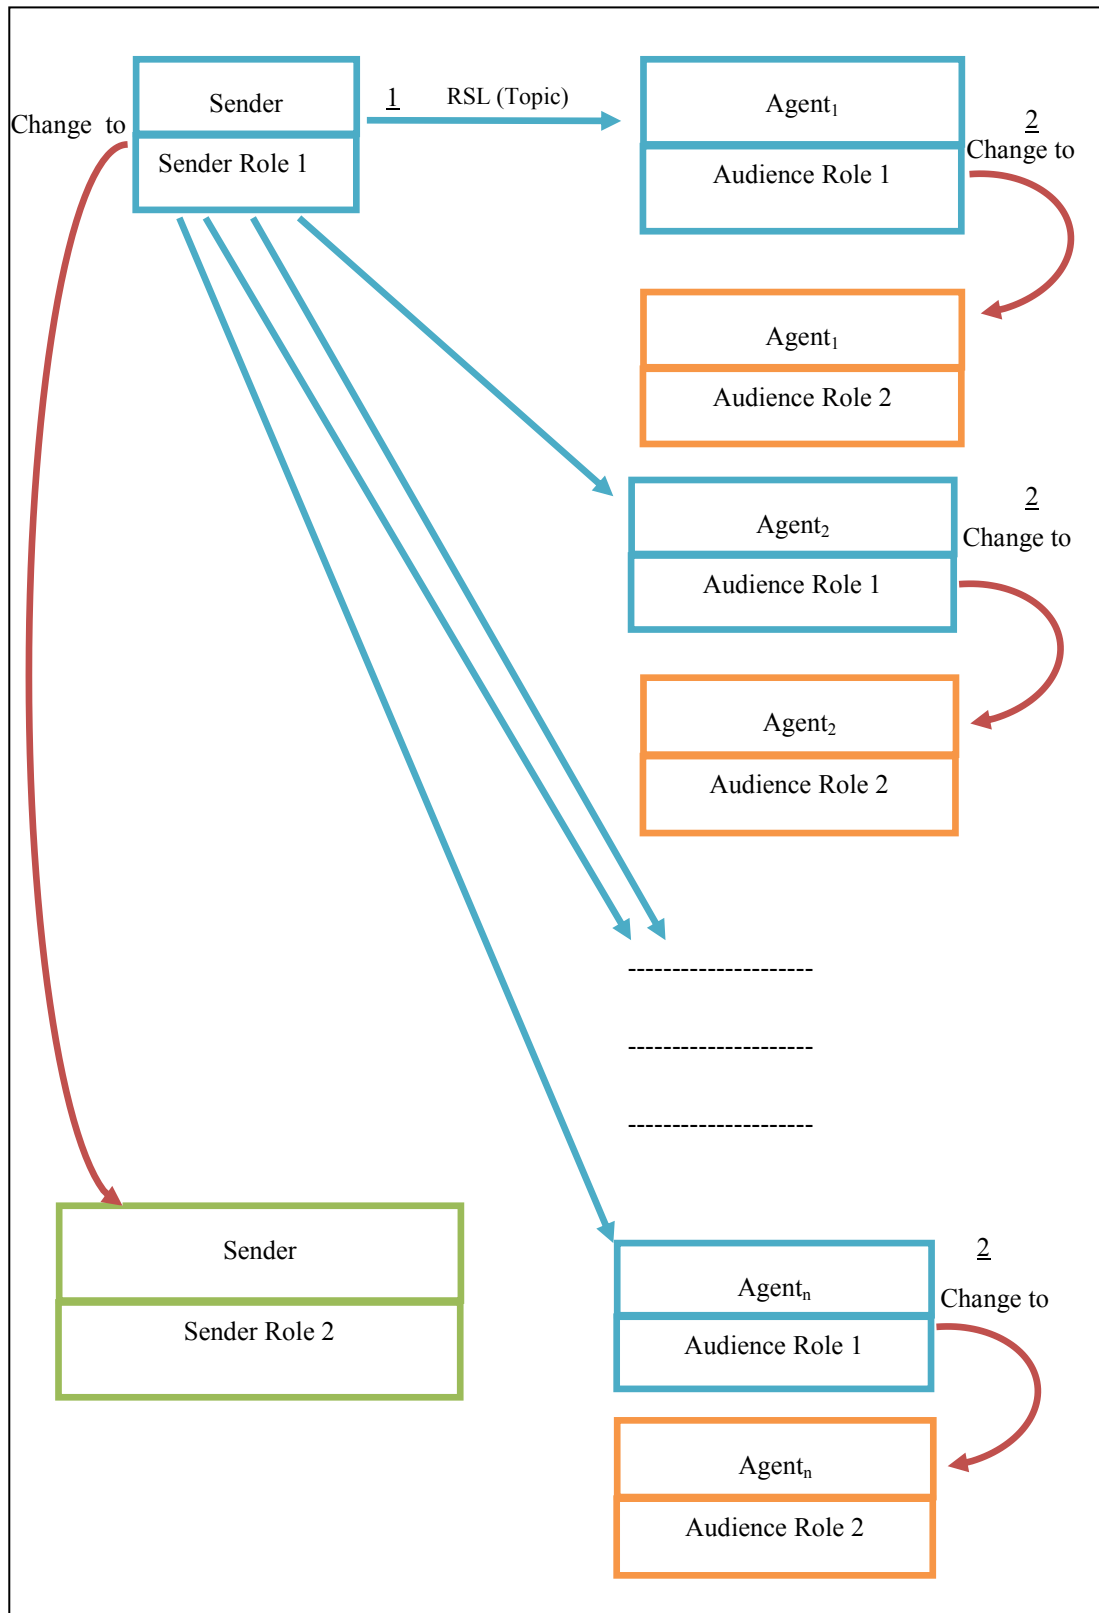 Sender
1
RSL (Topic)
Change to
Sender Role 1
Agent₁
Audience Role 1
2
Change to
Agent₁
Audience Role 2
Agent₂
Audience Role 1
2
Change to
Agent₂
Audience Role 2
---------------------
---------------------
---------------------
Sender
Sender Role 2
Agentₙ
Audience Role 1
2
Change to
Agentₙ
Audience Role 2